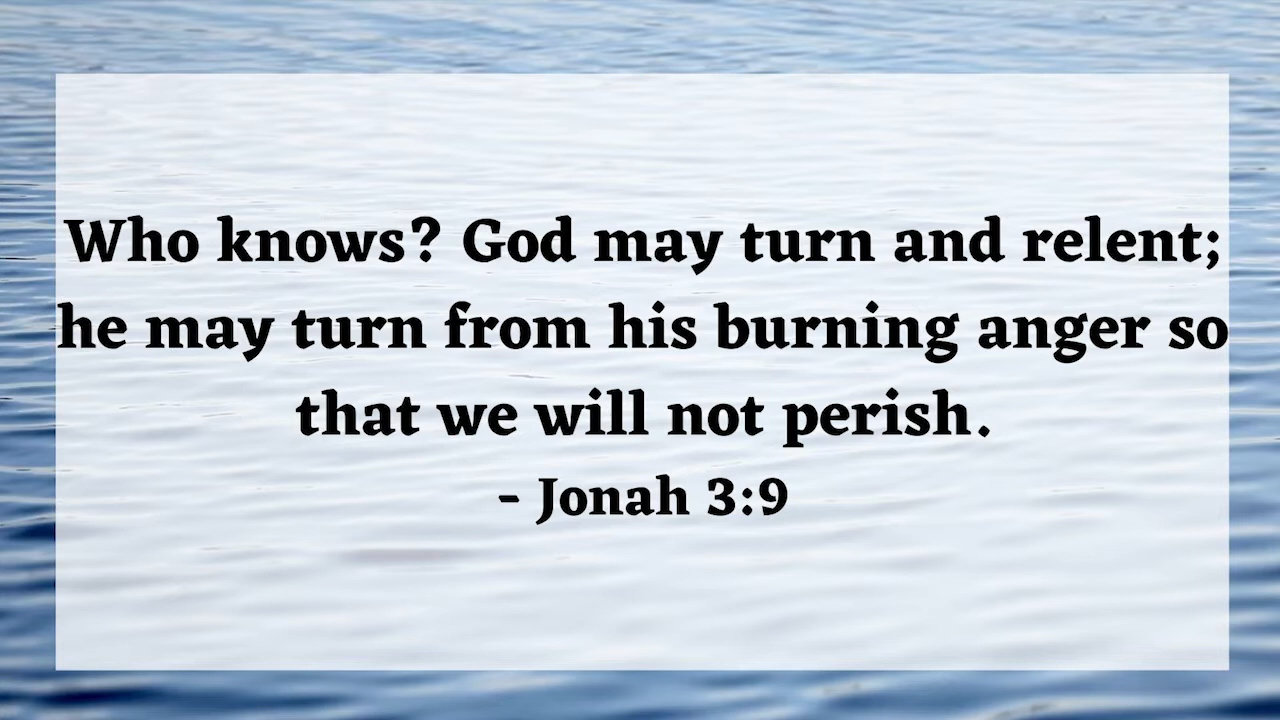 Who knows? God may turn and relent;
he may turn from his burning anger so
that we will not perish.
- Jonah 3:9